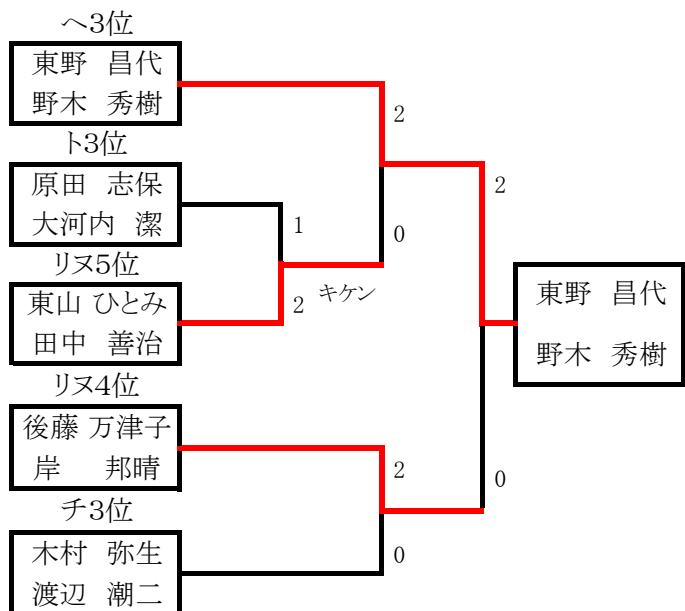 ヘ3位
東野 昌代
野木 秀樹
ト3位
原田 志保
大河内 潔
リヌ5位
東山 ひとみ
田中 善治
リヌ4位
後藤 万津子
岸 邦晴
チ3位
木村 弥生
渡辺 潮二
1
2
キケン
2
0
2
0
2
0
東野 昌代
野木 秀樹